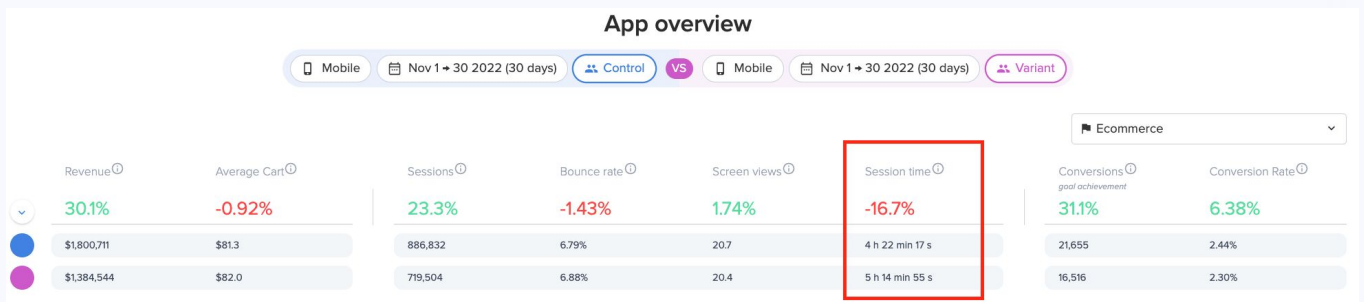 App overview
Mobile Nov 1 → 30 2022 (30 days) Control VS Mobile Nov 1 → 30 2022 (30 days) Variant
Ecommerce
Revenue Average Cart Sessions Bounce rate Screen views Session time Conversions Conversion Rate
goal achievement
30.1% -0.92% 23.3% -1.43% 1.74% -16.7% 31.1% 6.38%
$1,800,711 $81.3 886,832 6.79% 20.7 4 h 22 min 17 s 21,655 2.44%
$1,384,544 $82.0 719,504 6.88% 20.4 5 h 14 min 55 s 16,516 2.30%